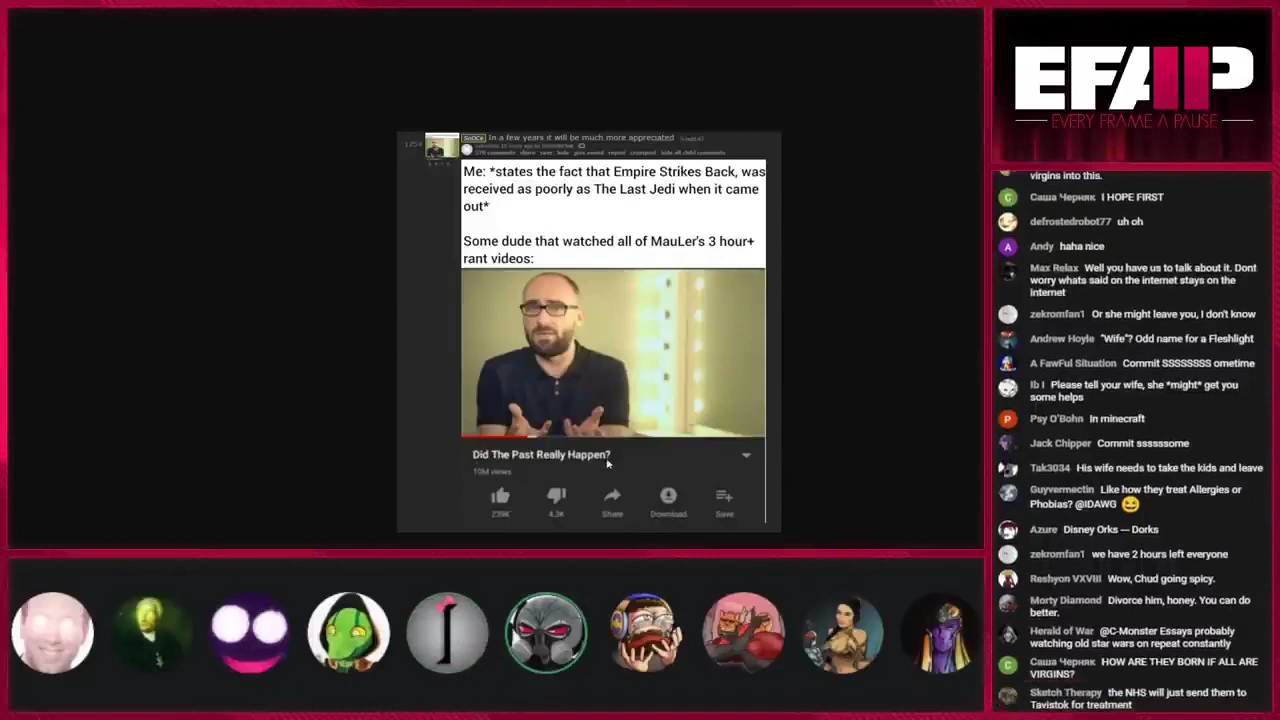 EFAP
EVERY FRAME A PAUSE
In a few years it will be much more appreciated
Me: *states the fact that Empire Strikes Back, was
received as poorly as The Last Jedi when it came
out*
Some dude that watched all of MauLer's 3 hour+
rant videos:
Did The Past Really Happen?
10M views
239K
4.3K
Share
Download
Save
virgins into this.
C
Саша Черняк I HOPE FIRST
defrostedrobot77 uh oh
A
Andy haha nice
Max Relax Well you have us to talk about it. Dont
worry whats said on the internet stays on the
internet
zekromfan1 Or she might leave you, I don't know
Andrew Hoyle "Wife"? Odd name for a Fleshlight
A FawFul Situation Commit SSSSSSSS ometime
Ib I Please tell your wife, she *might* get you
some helps
P
Psy O'Bohn In minecraft
Jack Chipper Commit ssssssome
Tak3034 His wife needs to take the kids and leave
Guyvermectin Like how they treat Allergies or
Phobias? @IDAWG 😆
Azure Disney Orks — Dorks
zekromfan1 we have 2 hours left everyone
Reshyon VXVIII Wow, Chud going spicy.
Morty Diamond Divorce him, honey. You can do
better.
Herald of War @C-Monster Essays probably
watching old star wars on repeat constantly
C
Саша Черняк HOW ARE THEY BORN IF ALL ARE
VIRGINS?
Sketch Therapy the NHS will just send them to
Tavistok for treatment